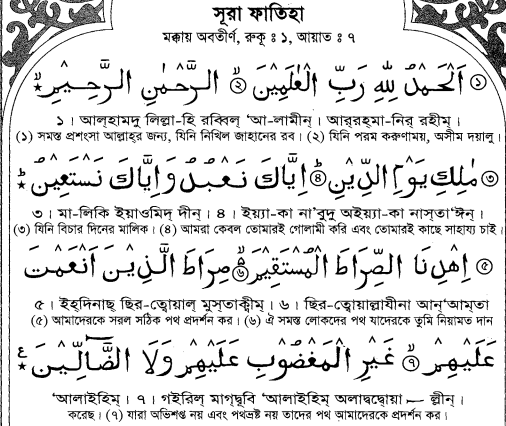 সূরা ফাতিহা
মক্কায় অবতীর্ণ, রুকূ ঃ ১, আয়াত ঃ ৭
① اَلْحَمْدُ لِلّٰهِ رَبِّ الْعٰلَمِيْنَ ② الرَّحْمٰنِ الرَّحِيْمِ
১। আল্‌হামদু লিল্লা-হি রব্বিল্‌ ‘আ-লামীন্‌। আর্‌রহমা-নির্‌ রহীম্‌।
(১) সমস্ত প্রশংসা আল্লাহ্‌র জন্য, যিনি নিখিল জাহানের রব। (২) যিনি পরম করুণাময়, অসীম দয়ালু।
③ مٰلِكِ يَوْمِ الدِّيْنِ ④ اِيَّاكَ نَعْبُدُ وَاِيَّاكَ نَسْتَعِيْنُ
৩। মা-লিকি ইয়াওমিদ্‌ দীন্‌। ৪। ইয়্যা-কা না’বুদু অইয়্যা-কা নাস্‌তা‘ঈন্‌।
(৩) যিনি বিচার দিনের মালিক। (৪) আমরা কেবল তোমারই গোলামী করি এবং তোমারই কাছে সাহায্য চাই।
⑤ اِهْدِنَا الصِّرَاطَ الْمُسْتَقِيْمَ ⑥ صِرَاطَ الَّذِيْنَ اَنْعَمْتَ
৫। ইহ্‌দিনাছ্‌ ছির-ত্বোয়াল্‌ মুস্‌তাক্বীম্‌। ৬। ছির-ত্বোয়াল্লাযীনা আন্‌‘আম্‌তা
(৫) আমাদেরকে সরল সঠিক পথ প্রদর্শন কর। (৬) ঐ সমস্ত লোকদের পথ যাদেরকে তুমি নিয়ামত দান
عَلَيْهِمْ ⑦ غَيْرِ الْمَغْضُوْبِ عَلَيْهِمْ وَلَا الضَّآلِّيْنَ
‘আলাইহিম্‌। ৭। গইরিল্‌ মাগ্‌দ্বূবি ‘আলাইহিম্‌ অলাদ্বদ্বোয়া — ল্লীন্‌।
করেছ। (৭) যারা অভিশপ্ত নয় এবং পথভ্রষ্ট নয় তাদের পথ আমাদেরকে প্রদর্শন কর।